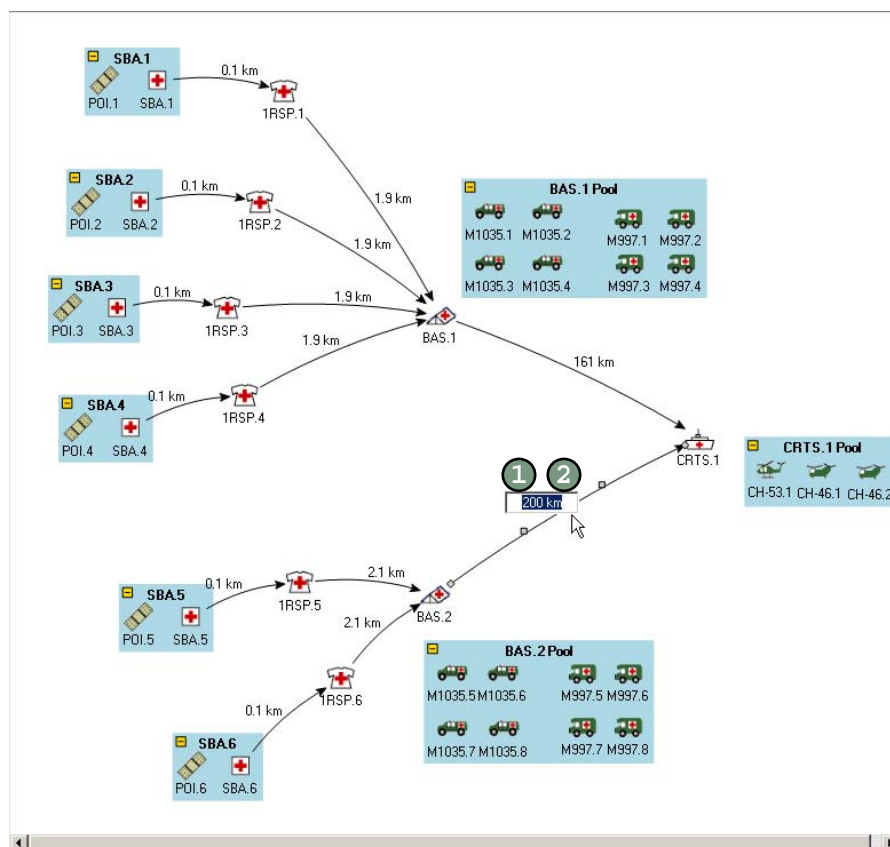 SBA.1
POI.1 SBA.1
0.1 km
1RSP.1
1.9 km
SBA.2
POI.2 SBA.2
0.1 km
1RSP.2
1.9 km
BAS.1 Pool
M1035.1 M1035.2 M997.1 M997.2
M1035.3 M1035.4 M997.3 M997.4
SBA.3
POI.3 SBA.3
0.1 km
1RSP.3
1.9 km
BAS.1
SBA.4
POI.4 SBA.4
0.1 km
1RSP.4
1.9 km
161 km
CRTS.1
CRTS.1 Pool
CH-53.1 CH-46.1 CH-46.2
1 2
200 km
SBA.5
POI.5 SBA.5
0.1 km
1RSP.5
2.1 km
BAS.2
2.1 km
1RSP.6
0.1 km
BAS.2 Pool
M1035.5 M1035.6 M997.5 M997.6
M1035.7 M1035.8 M997.7 M997.8
SBA.6
POI.6 SBA.6